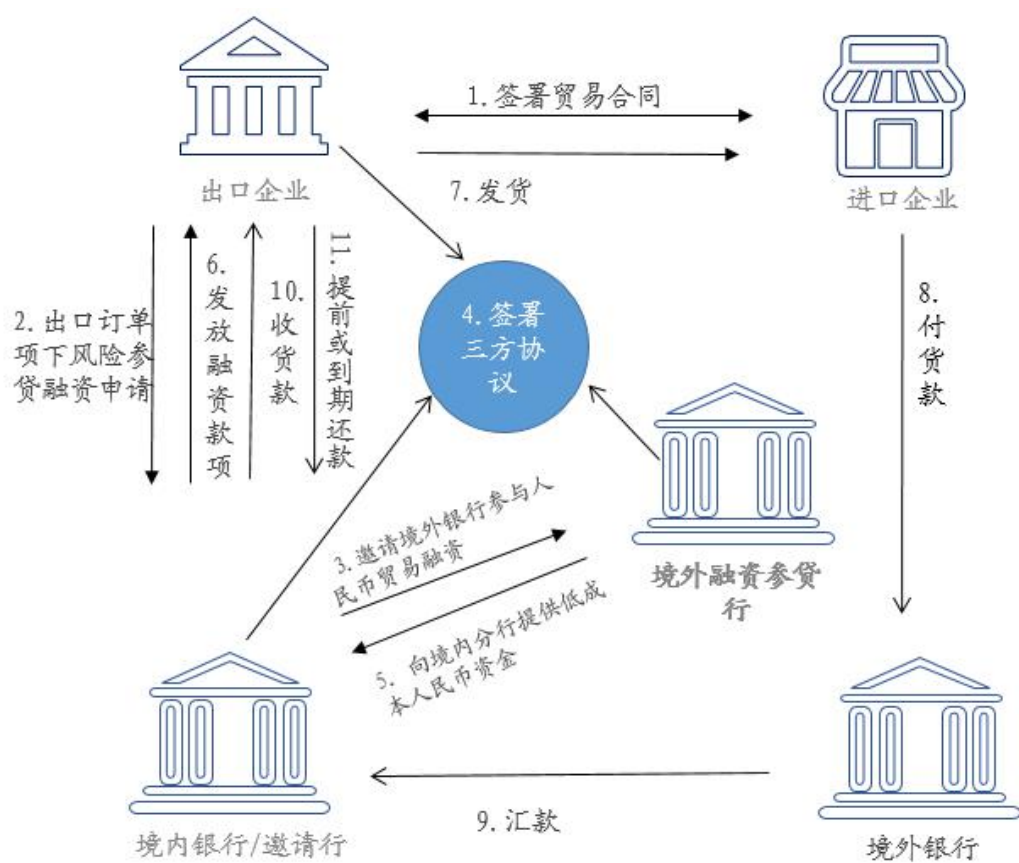 1.签署贸易合同
7.发货
出口企业
进口企业
2.出口订单
项下风险参
贷融资申请
6.发放融资款项
10.收货款
11.提前或到期还款
4.签署
三方协
议
8.付货款
3.邀请境外银行参与人
民币贸易融资
5. 向境内分行提供低成
本人民币资金
境外融资参贷
行
9.汇款
境内银行/邀请行
境外银行